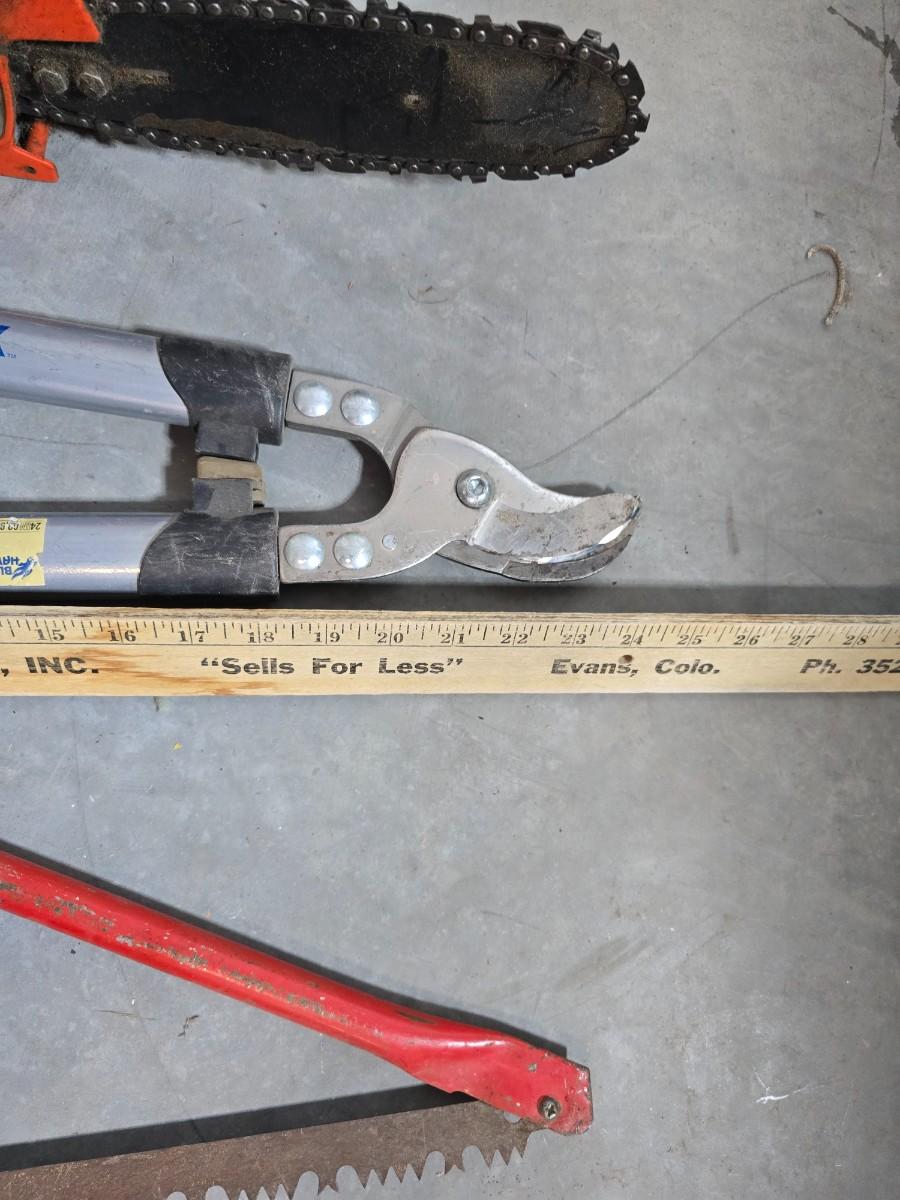 TM
15 16 17 18 19 20 21 22 23 24 25 26 27 28
, INC. “Sells For Less” Evans, Colo. Ph. 352